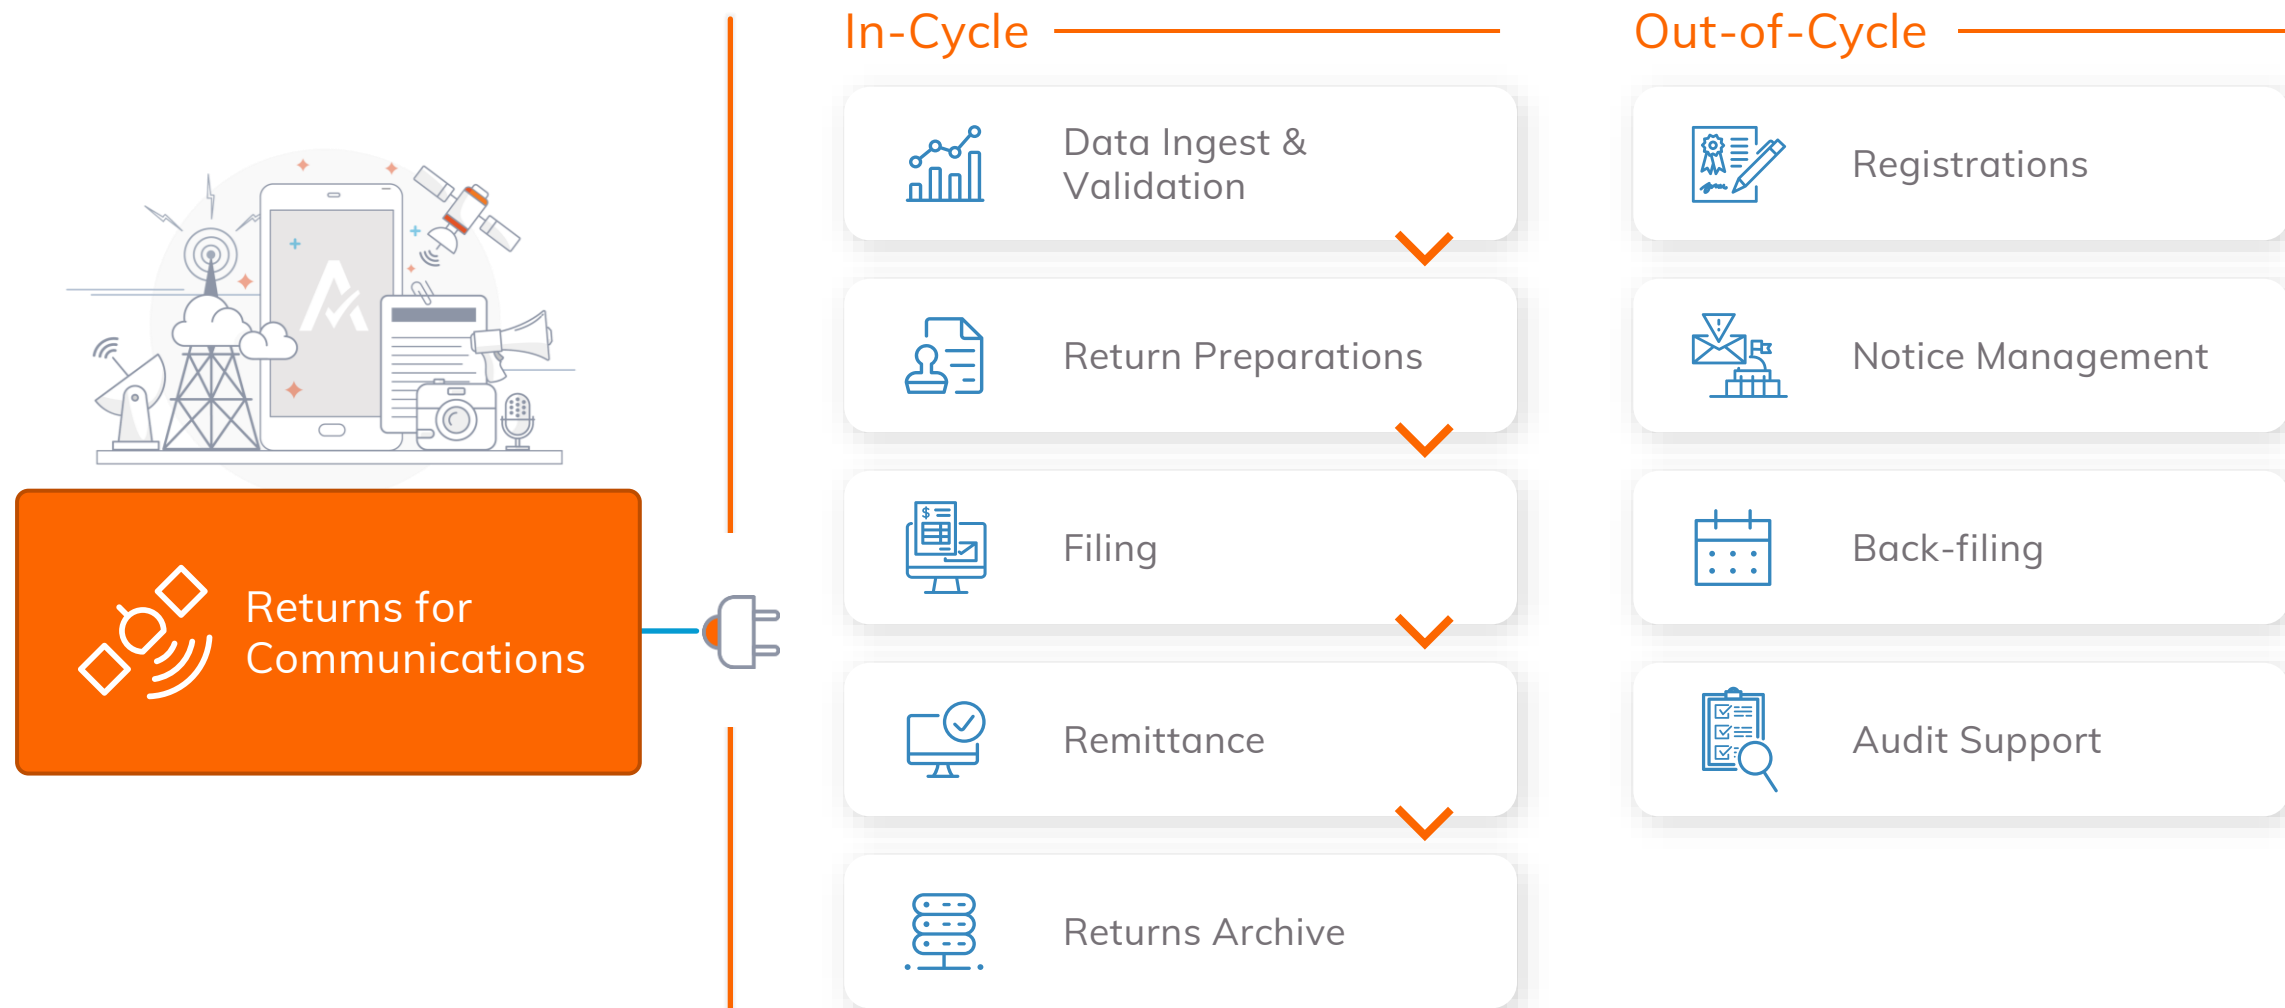 Returns for
Communications
In-Cycle
Data Ingest &
Validation
Return Preparations
Filing
Remittance
Returns Archive
Out-of-Cycle
Registrations
Notice Management
Back-filing
Audit Support